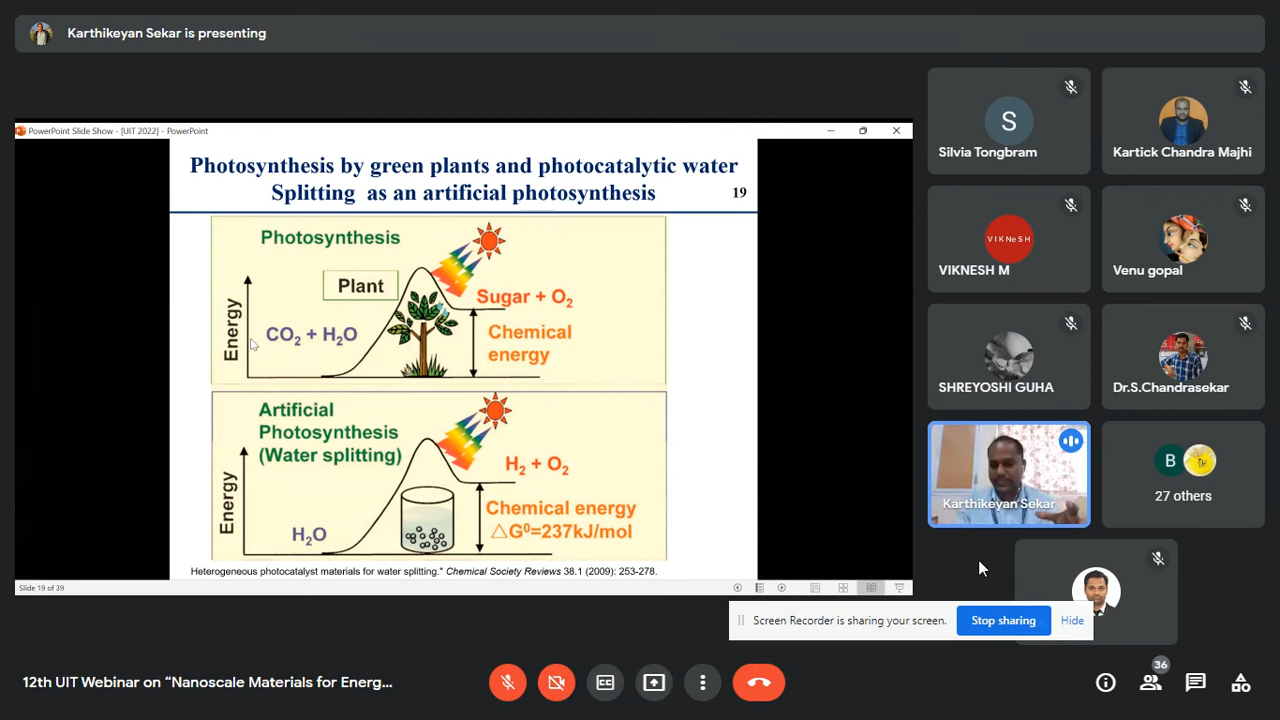 Karthikeyan Sekar is presenting
PowerPoint Slide Show - [UIT 2022] - PowerPoint
Photosynthesis by green plants and photocatalytic water
Splitting as an artificial photosynthesis
19
Photosynthesis
Plant
Energy
CO₂ + H₂O
Sugar + O₂
Chemical
energy
Artificial
Photosynthesis
(Water splitting)
Energy
H₂O
H₂ + O₂
Chemical energy
△G⁰=237kJ/mol
Heterogeneous photocatalyst materials for water splitting." Chemical Society Reviews 38.1 (2009): 253-278.
Slide 19 of 39
S
Silvia Tongbram
Kartick Chandra Majhi
VIKNeSH
VIKNESH M
Venu gopal
SHREYOSHI GUHA
Dr.S.Chandrasekar
Karthikeyan Sekar
B
27 others
Screen Recorder is sharing your screen.
Stop sharing
Hide
12th UIT Webinar on “Nanoscale Materials for Energ...
CC
36